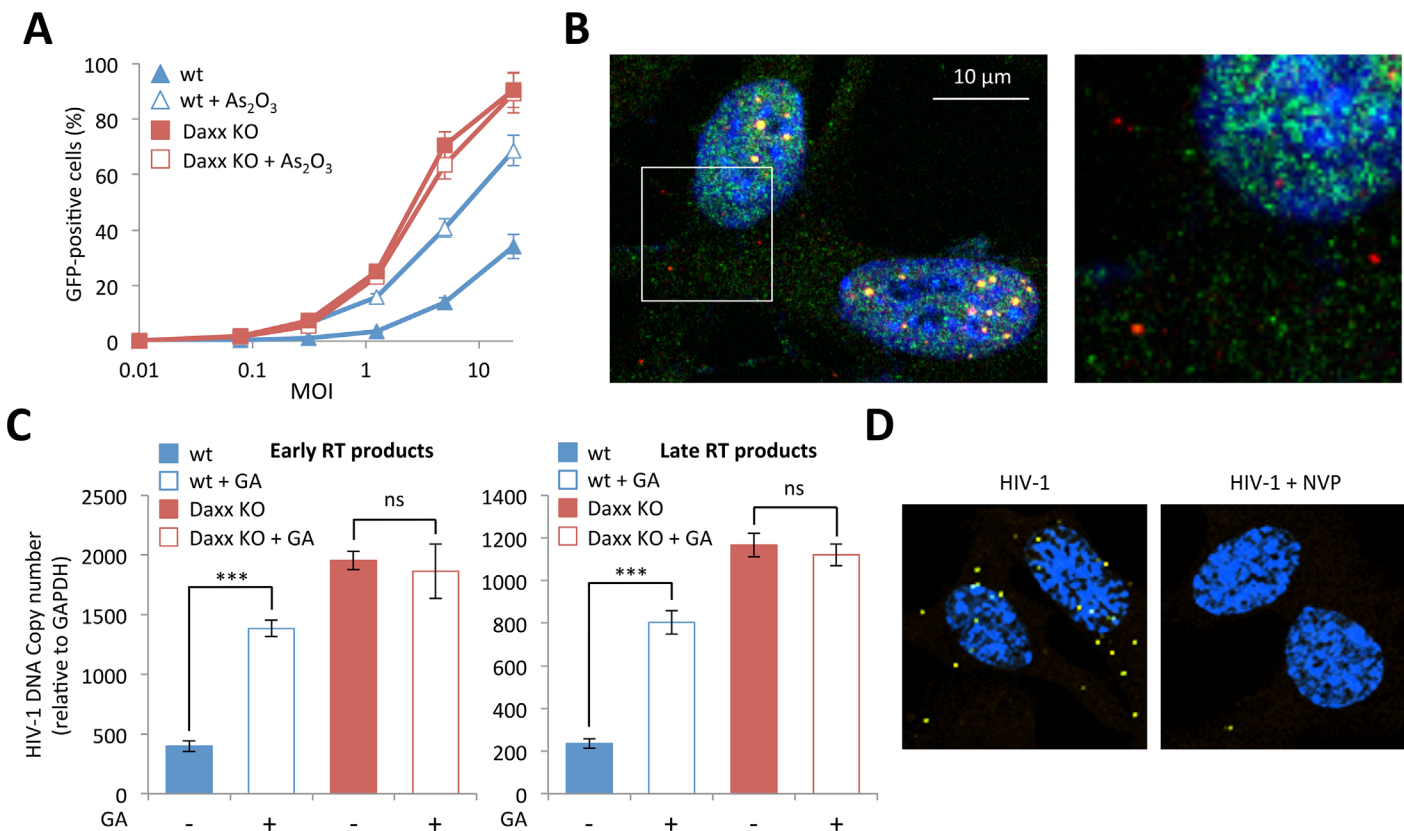 A
100
80
60
40
20
0
GFP-positive cells (%)
wt
wt + As₂O₃
Daxx KO
Daxx KO + As₂O₃
0.01
0.1
1
10
MOI
B
10 µm
C
HIV-1 DNA Copy number
(relative to GAPDH)
Early RT products
wt
wt + GA
Daxx KO
Daxx KO + GA
2500
2000
1500
1000
500
0
***
ns
GA - + - +
Late RT products
wt
wt + GA
Daxx KO
Daxx KO + GA
1400
1200
1000
800
600
400
200
0
***
ns
GA - + - +
D
HIV-1
HIV-1 + NVP